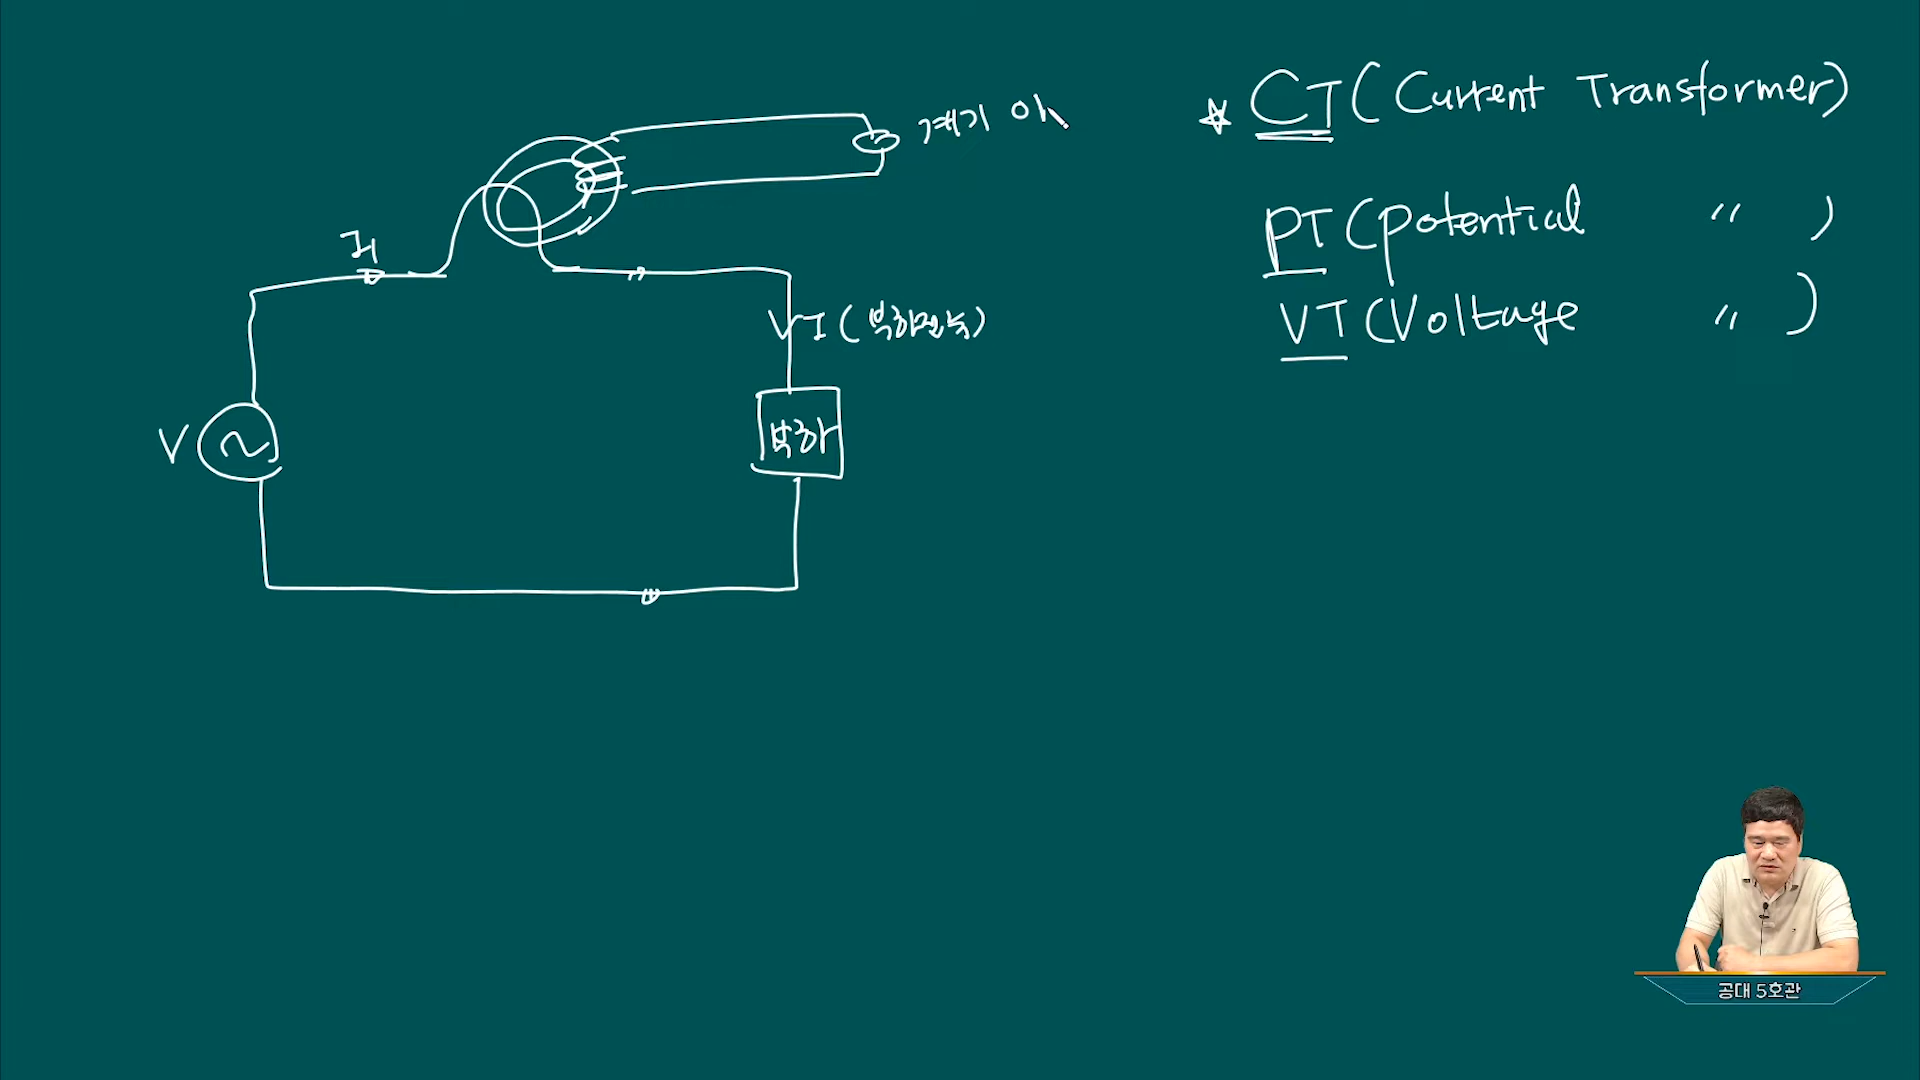 계기
I₁
VI (부하전류)
V
부하
☆ CT (Current Transformer)
PT (potential 〃 )
VT (Voltage 〃 )
공대 5호관